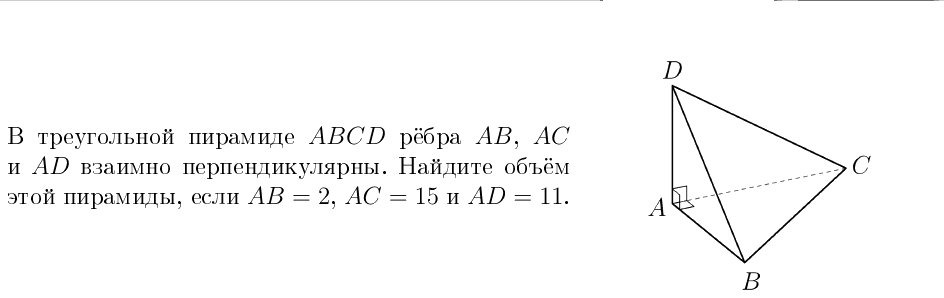 В треугольной пирамиде ABCD рёбра AB, AC
и AD взаимно перпендикулярны. Найдите объём
этой пирамиды, если AB = 2, AC = 15 и AD = 11.
D
C
A
B